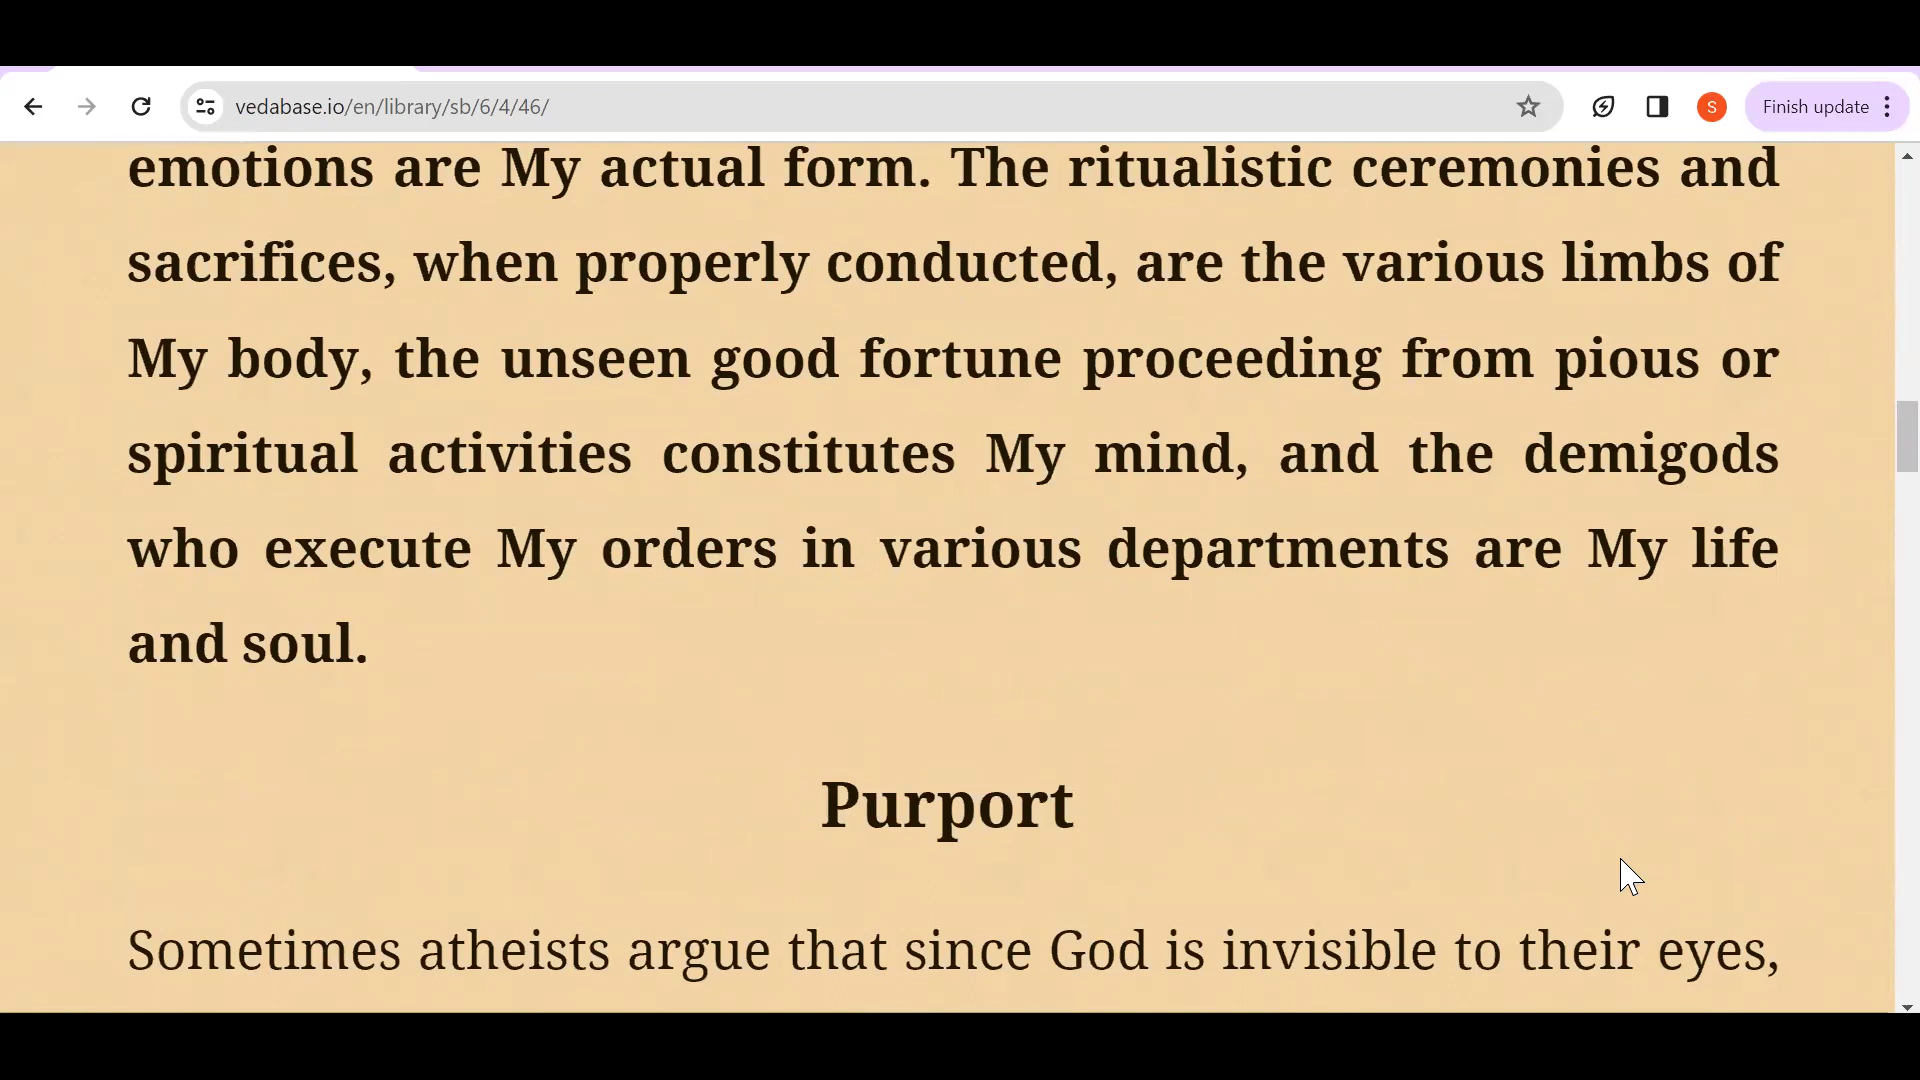 vedabase.io/en/library/sb/6/4/46/
S
Finish update
emotions are My actual form. The ritualistic ceremonies and
sacrifices, when properly conducted, are the various limbs of
My body, the unseen good fortune proceeding from pious or
spiritual activities constitutes My mind, and the demigods
who execute My orders in various departments are My life
and soul.
Purport
Sometimes atheists argue that since God is invisible to their eyes,